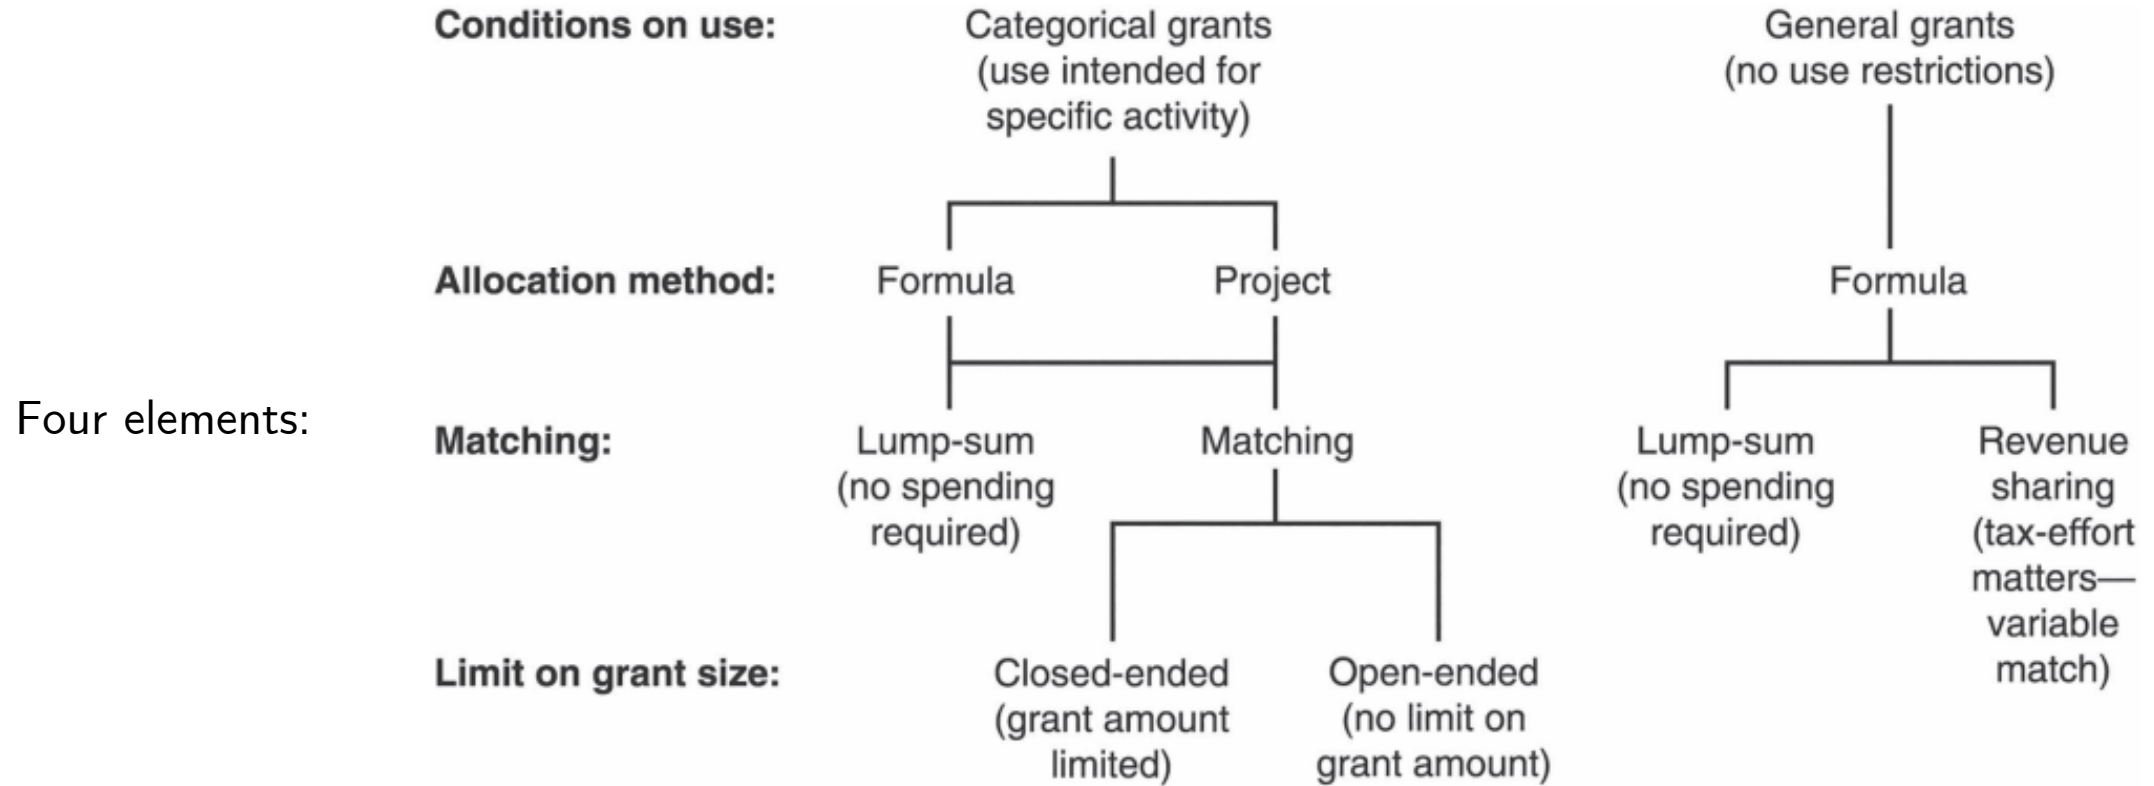 Four elements:
Conditions on use:
Categorical grants
(use intended for
specific activity)
General grants
(no use restrictions)
Allocation method:
Formula
Project
Formula
Matching:
Lump-sum
(no spending
required)
Matching
Lump-sum
(no spending
required)
Revenue
sharing
(tax-effort
matters—
variable
match)
Limit on grant size:
Closed-ended
(grant amount
limited)
Open-ended
(no limit on
grant amount)